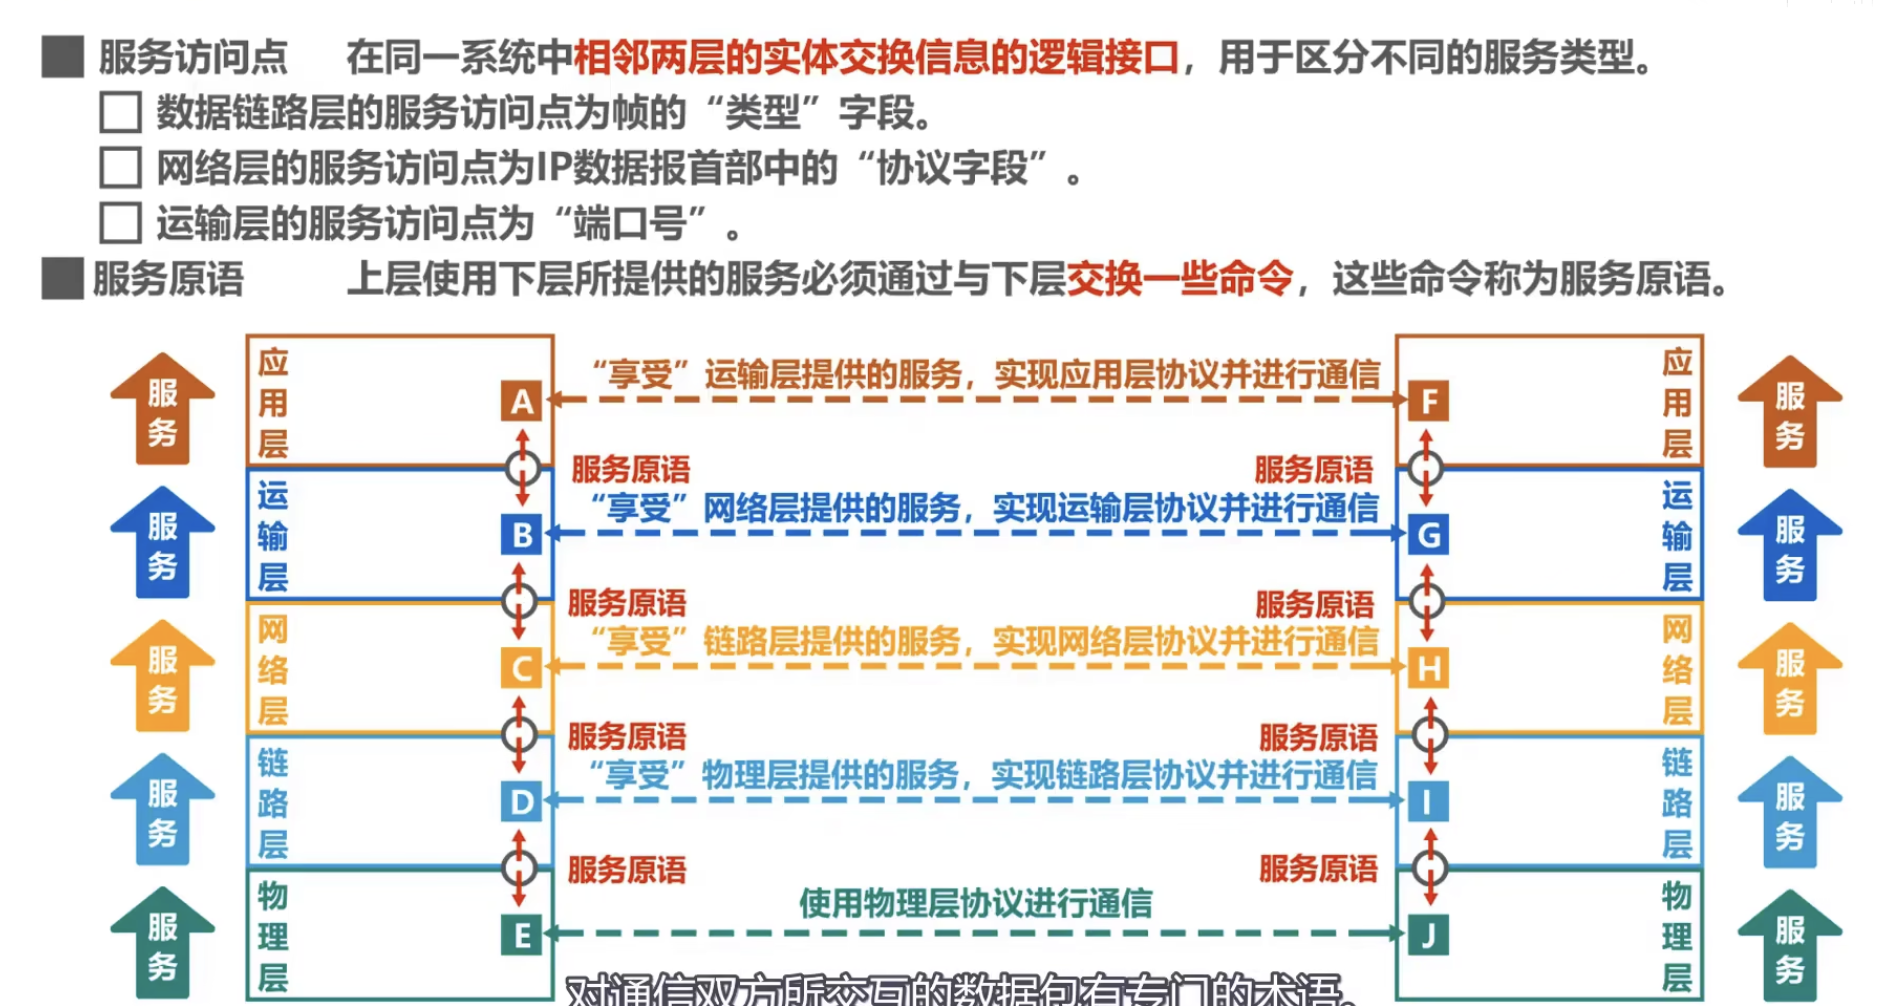 服务访问点 在同一系统中相邻两层的实体交换信息的逻辑接口，用于区分不同的服务类型。
数据链路层的服务访问点为帧的“类型”字段。
网络层的服务访问点为IP数据报首部中的“协议字段”。
运输层的服务访问点为“端口号”。
服务原语 上层使用下层所提供的服务必须通过与下层交换一些命令，这些命令称为服务原语。
服务 应用层 A “享受”运输层提供的服务，实现应用层协议并进行通信 F 应用层 服务
服务原语 服务原语
服务 运输层 B “享受”网络层提供的服务，实现运输层协议并进行通信 G 运输层 服务
服务原语 服务原语
服务 网络层 C “享受”链路层提供的服务，实现网络层协议并进行通信 H 网络层 服务
服务原语 服务原语
服务 链路层 D “享受”物理层提供的服务，实现链路层协议并进行通信 I 链路层 服务
服务原语 服务原语
服务 物理层 E 使用物理层协议进行通信 J 物理层 服务
对通信双方所交互的数据包有专门的术语。